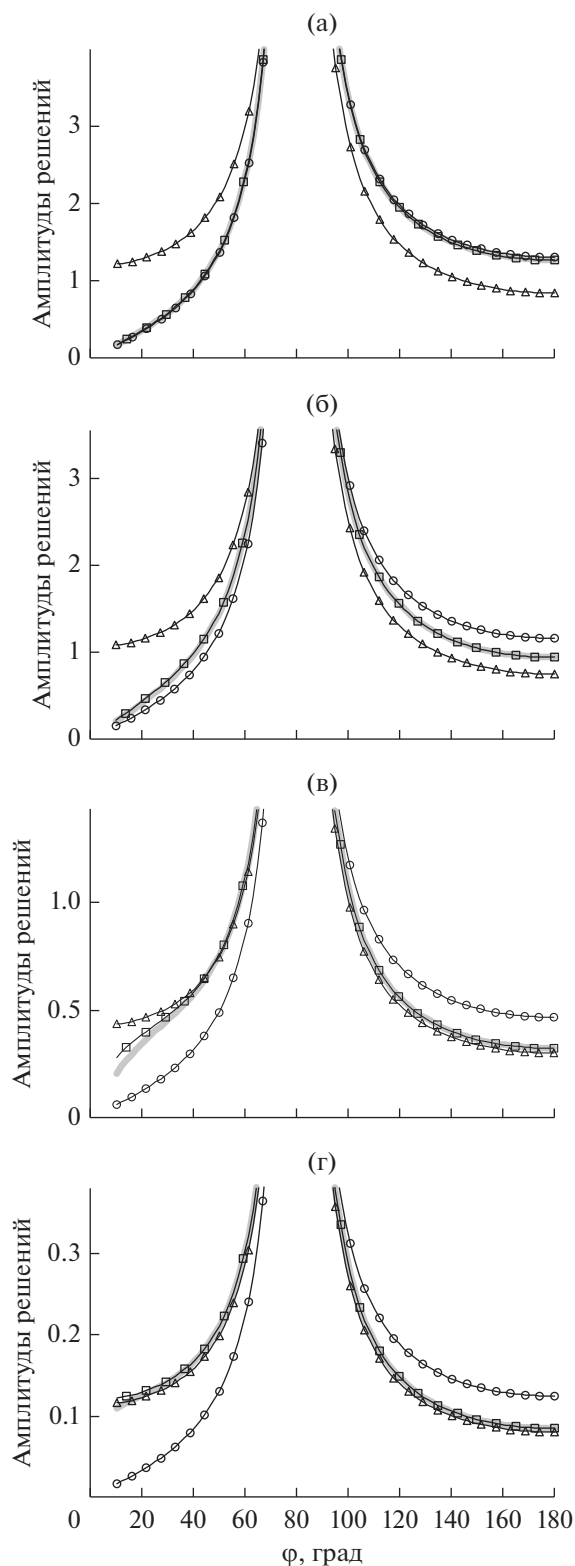 (а)
Амплитуды решений
3
2
1
0
(б)
Амплитуды решений
3
2
1
0
(в)
Амплитуды решений
1.0
0.5
0
(г)
Амплитуды решений
0.3
0.2
0.1
0 20 40 60 80 100 120 140 160 180
φ, град